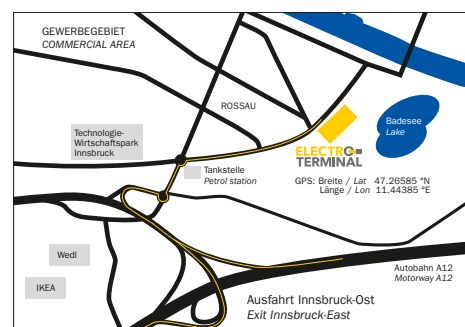 GEWERBEGEBIET
COMMERCIAL AREA
ROSSAU
Badesee
Lake
Technologie-
Wirtschaftspark
Innsbruck
ELECTRO
TERMINAL
Tankstelle
Petrol station
GPS: Breite / Lat 47.26585 °N
Länge / Lon 11.44385 °E
Wedl
IKEA
Autobahn A12
Motorway A12
Ausfahrt Innsbruck-Ost
Exit Innsbruck-East